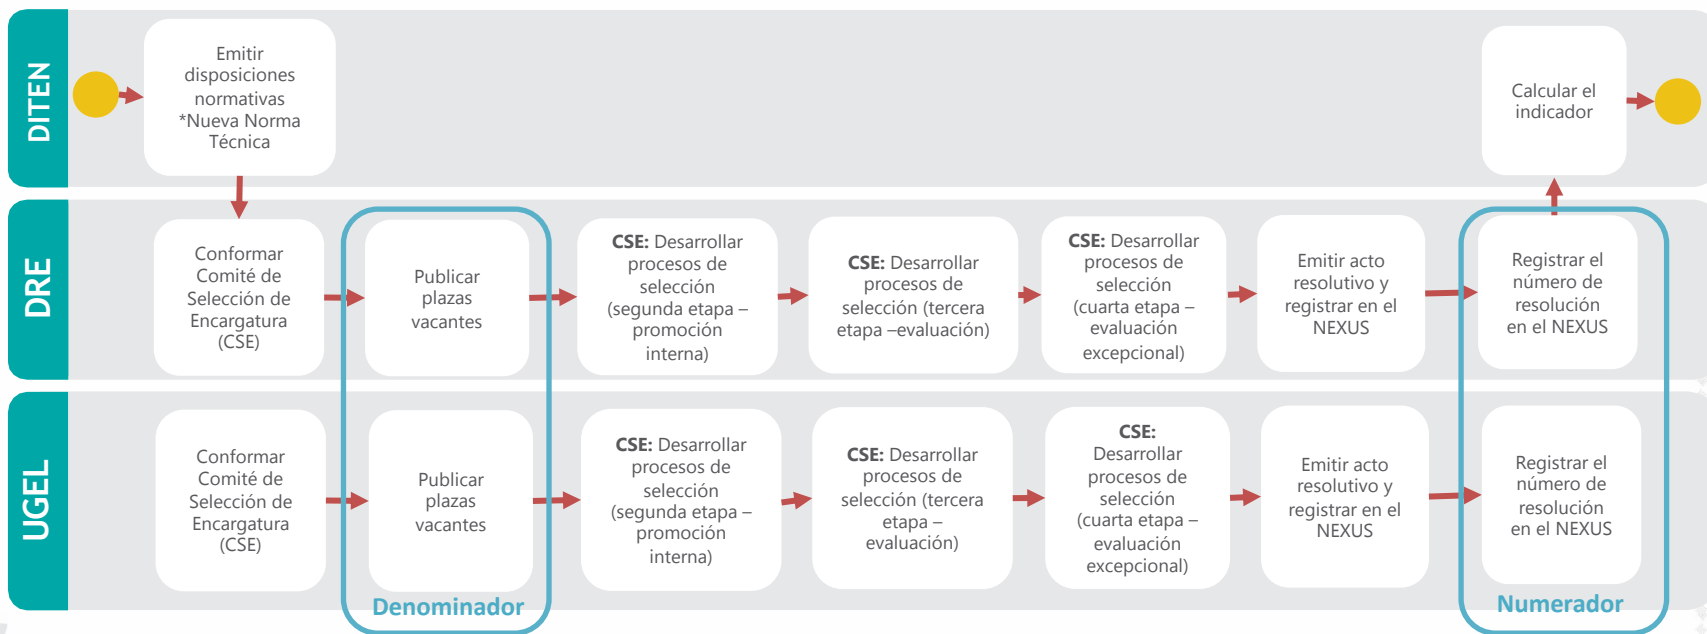 DITEN
Emitir
disposiciones
normativas
*Nueva Norma
Técnica
Calcular el
indicador
DRE
Conformar
Comité de
Selección de
Encargatura
(CSE)
Publicar
plazas
vacantes
CSE: Desarrollar
procesos de
selección
(segunda etapa –
promoción
interna)
CSE: Desarrollar
procesos de
selección (tercera
etapa –evaluación)
CSE: Desarrollar
procesos de
selección
(cuarta etapa –
evaluación
excepcional)
Emitir acto
resolutivo y
registrar en el
NEXUS
Registrar el
número de
resolución
en el NEXUS
UGEL
Conformar
Comité de
Selección de
Encargatura
(CSE)
Publicar
plazas
vacantes
CSE: Desarrollar
procesos de
selección
(segunda etapa –
promoción
interna)
CSE: Desarrollar
procesos de
selección (tercera
etapa –
evaluación)
CSE:
Desarrollar
procesos de
selección
(cuarta etapa –
evaluación
excepcional)
Emitir acto
resolutivo y
registrar en el
NEXUS
Registrar el
número de
resolución
en el NEXUS
Denominador
Numerador